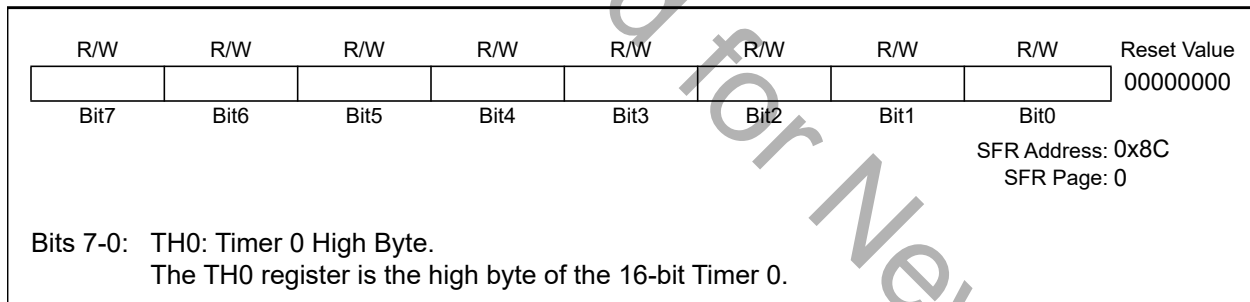 R/W R/W R/W R/W R/W R/W R/W R/W Reset Value
00000000
Bit7 Bit6 Bit5 Bit4 Bit3 Bit2 Bit1 Bit0
SFR Address: 0x8C
SFR Page: 0
Bits 7-0: TH0: Timer 0 High Byte.
The TH0 register is the high byte of the 16-bit Timer 0.
for